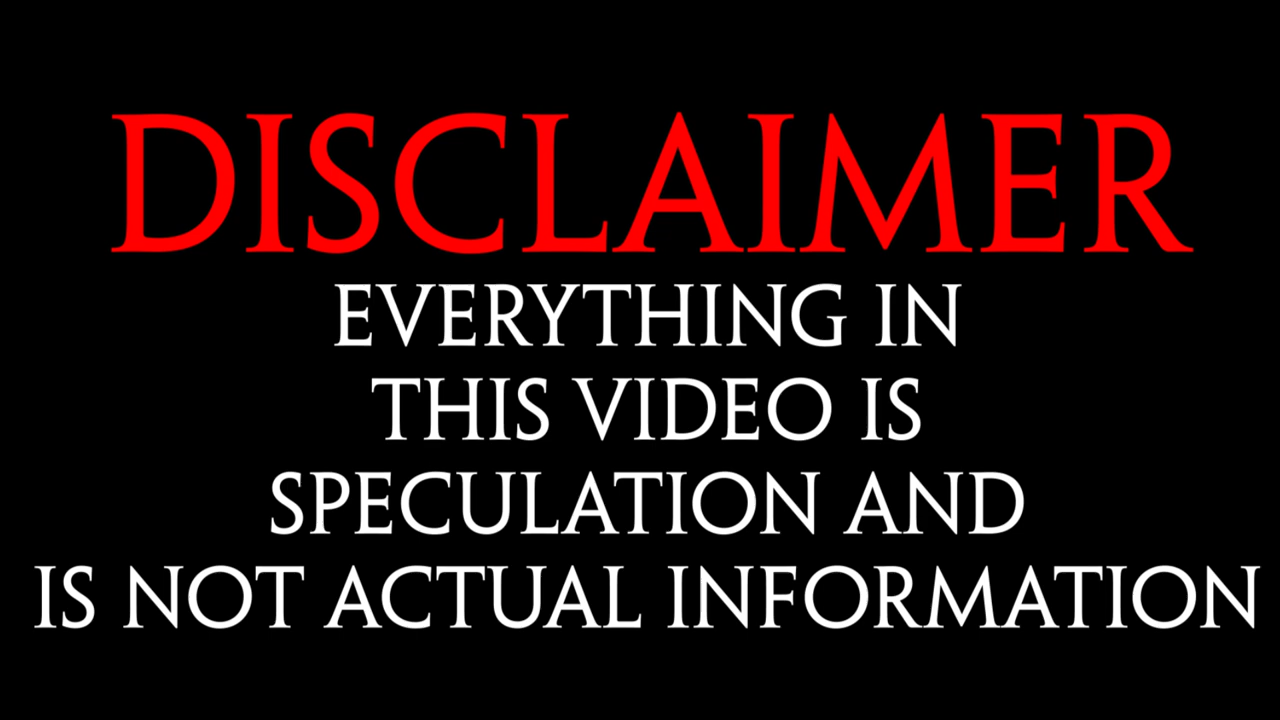 DISCLAIMER
EVERYTHING IN
THIS VIDEO IS
SPECULATION AND
IS NOT ACTUAL INFORMATION